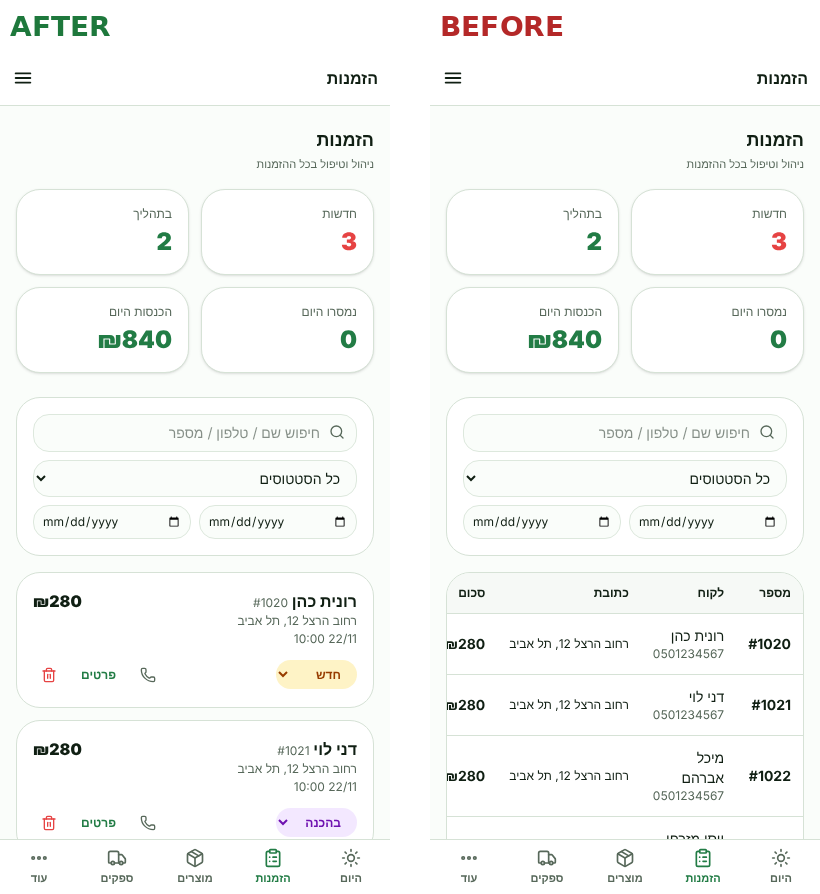 AFTER
הזמנות
הזמנות
ניהול וטיפול בכל ההזמנות
חדשות
3
בתהליך
2
נמסרו היום
0
הכנסות היום
₪840
חיפוש שם / טלפון / מספר
כל הסטטוסים
mm/dd/yyyy
mm/dd/yyyy
רונית כהן #1020
₪280
רחוב הרצל 12, תל אביב
22/11 10:00
חדש
פרטים
דני לוי #1021
₪280
רחוב הרצל 12, תל אביב
22/11 10:00
בהכנה
פרטים
היום
הזמנות
מוצרים
ספקים
עוד
BEFORE
הזמנות
הזמנות
ניהול וטיפול בכל ההזמנות
חדשות
3
בתהליך
2
נמסרו היום
0
הכנסות היום
₪840
חיפוש שם / טלפון / מספר
כל הסטטוסים
mm/dd/yyyy
mm/dd/yyyy
מספר לקוח כתובת סכום
#1020 רונית כהן רחוב הרצל 12, תל אביב ₪280
0501234567
#1021 דני לוי רחוב הרצל 12, תל אביב ₪280
0501234567
#1022 מיכל רחוב הרצל 12, תל אביב ₪280
אברהם
0501234567
היום
הזמנות
מוצרים
ספקים
עוד